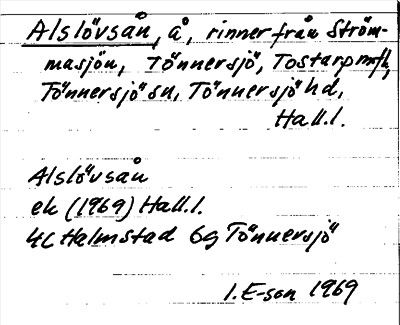 Alslövsån, å, rinner från Ström-
masjön, Tönnersjö, Tostarp m fl,
Tönnersjö sn, Tönnersjö hd,
Hall.l.
Alslövsån
ek (1969) Hall.l.
4C Halmstad 6g Tönnersjö
I. E-son 1969